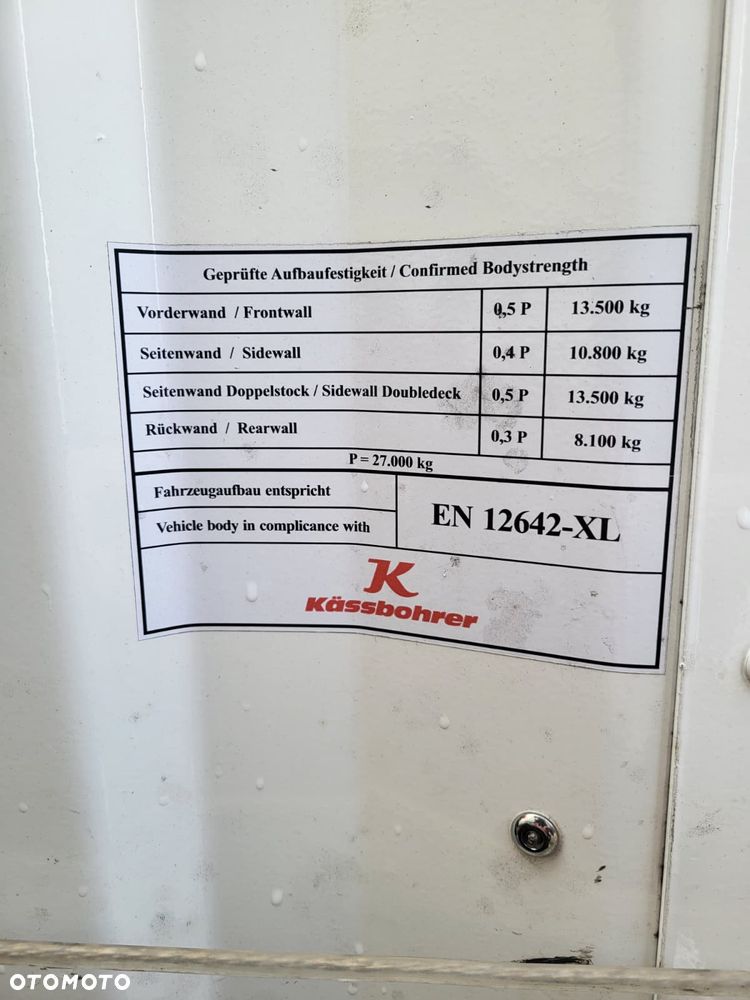 Geprüfte Aufbaufestigkeit / Confirmed Bodystrength
Vorderwand / Frontwall 0,5 P 13.500 kg
Seitenwand / Sidewall 0,4 P 10.800 kg
Seitenwand Doppelstock / Sidewall Doubledeck 0,5 P 13.500 kg
Rückwand / Rearwall 0,3 P 8.100 kg
P = 27.000 kg
Fahrzeugaufbau entspricht
Vehicle body in complicance with
EN 12642-XL
K
Kässbohrer
OTOMOTO